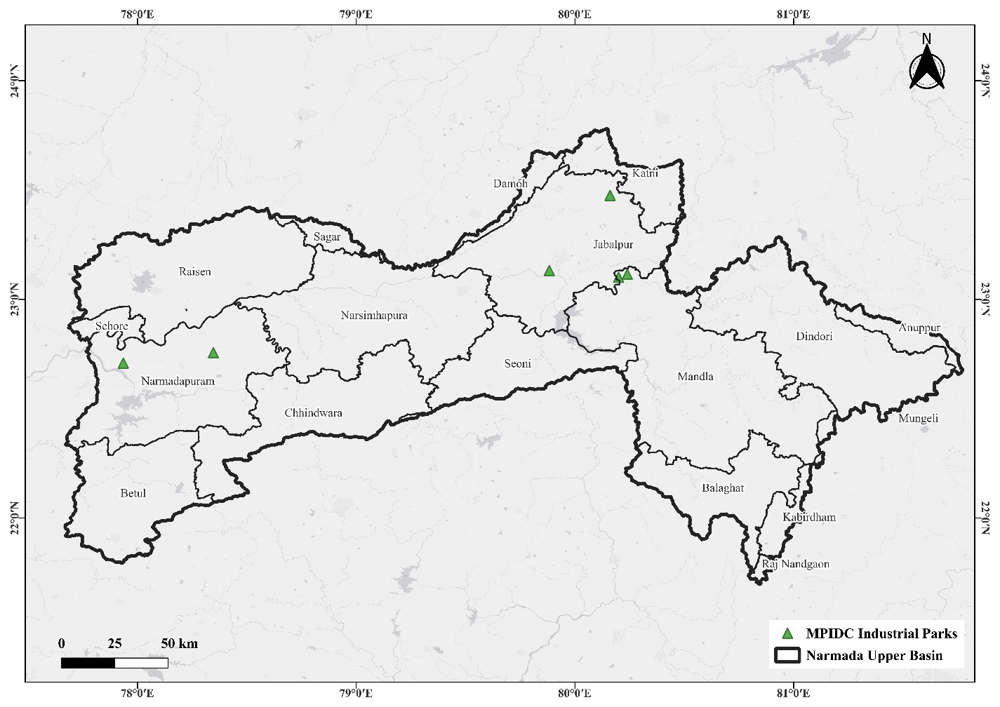 78°0'E 79°0'E 80°0'E 81°0'E
N
24°0'N 24°0'N
Katni
Damoh
Sagar
Jabalpur
Raisen
23°0'N 23°0'N
Narsimhapura
Sehore
Anuppur
Dindori
Seoni
Narmadapuram
Mandla
Chhindwara
Mungeli
Balaghat
Betul
22°0'N 22°0'N
Kabirdham
Raj Nandgaon
MPIDC Industrial Parks
0 25 50 km
Narmada Upper Basin
78°0'E 79°0'E 80°0'E 81°0'E